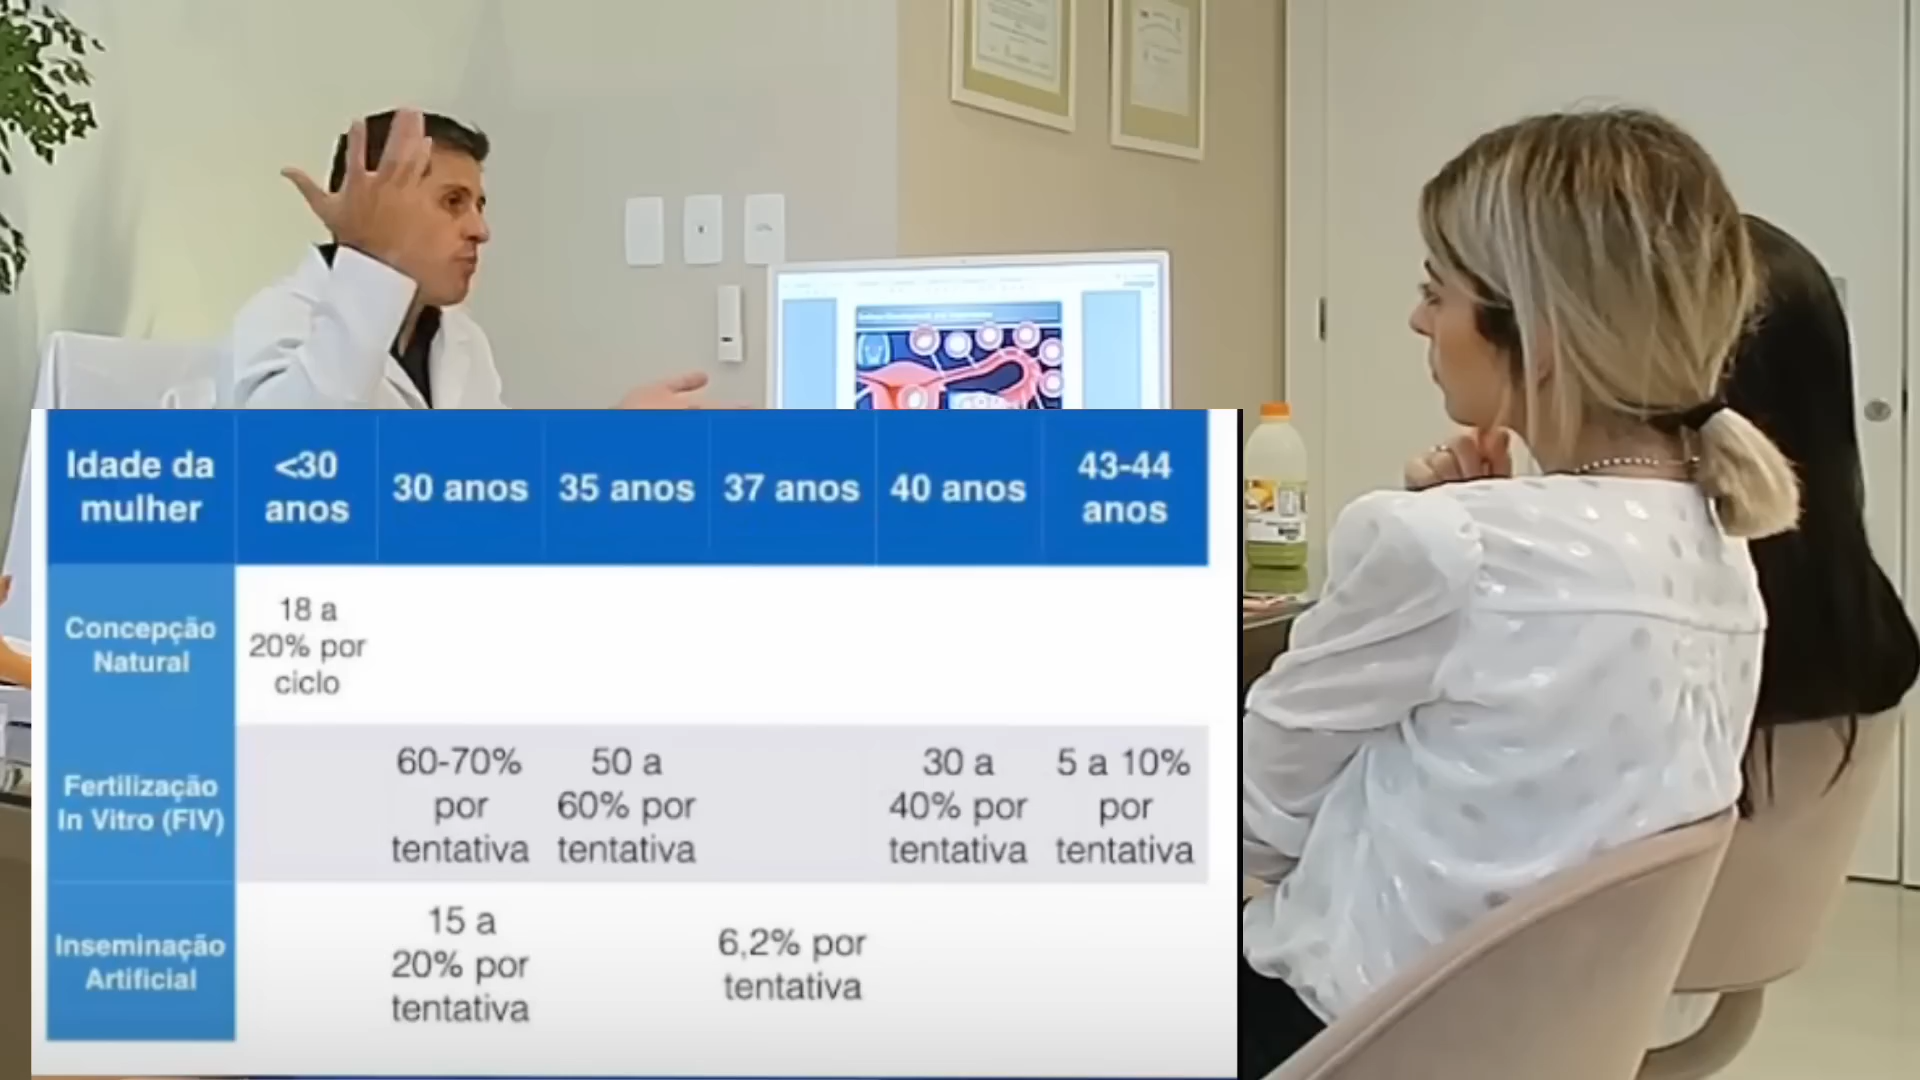 Idade da
mulher
<30
anos
30 anos
35 anos
37 anos
40 anos
43-44
anos
Concepção
Natural
18 a
20% por
ciclo
Fertilização
In Vitro (FIV)
60-70%
por
tentativa
50 a
60% por
tentativa
30 a
40% por
tentativa
5 a 10%
por
tentativa
Inseminação
Artificial
15 a
20% por
tentativa
6,2% por
tentativa